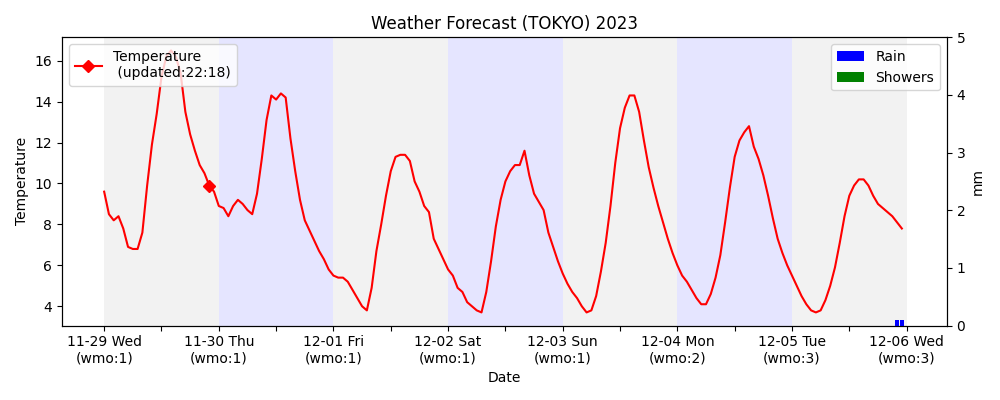 Weather Forecast (TOKYO) 2023
Temperature
(updated:22:18)
Rain
Showers
16
14
12
10
8
6
4
Temperature
5
4
3
2
1
0
mm
11-29 Wed 11-30 Thu 12-01 Fri 12-02 Sat 12-03 Sun 12-04 Mon 12-05 Tue 12-06 Wed
(wmo:1) (wmo:1) (wmo:1) (wmo:1) (wmo:1) (wmo:2) (wmo:3) (wmo:3)
Date